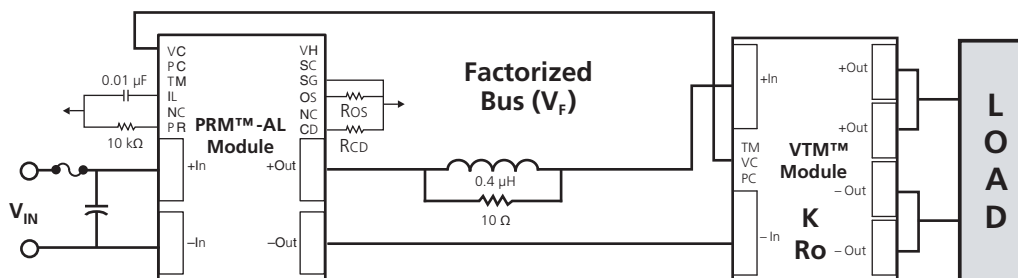 VC
PC
TM
IL
NC
PR
0.01 µF
10 kΩ
VH
SC
SG
OS
NC
CD
ROS
RCD
PRM™-AL
Module
+In
–In
+Out
–Out
VIN
Factorized
Bus (VF)
0.4 µH
10 Ω
+In
– In
TM
VC
PC
VTM™
Module
K
Ro
+Out
+Out
– Out
– Out
L
O
A
D